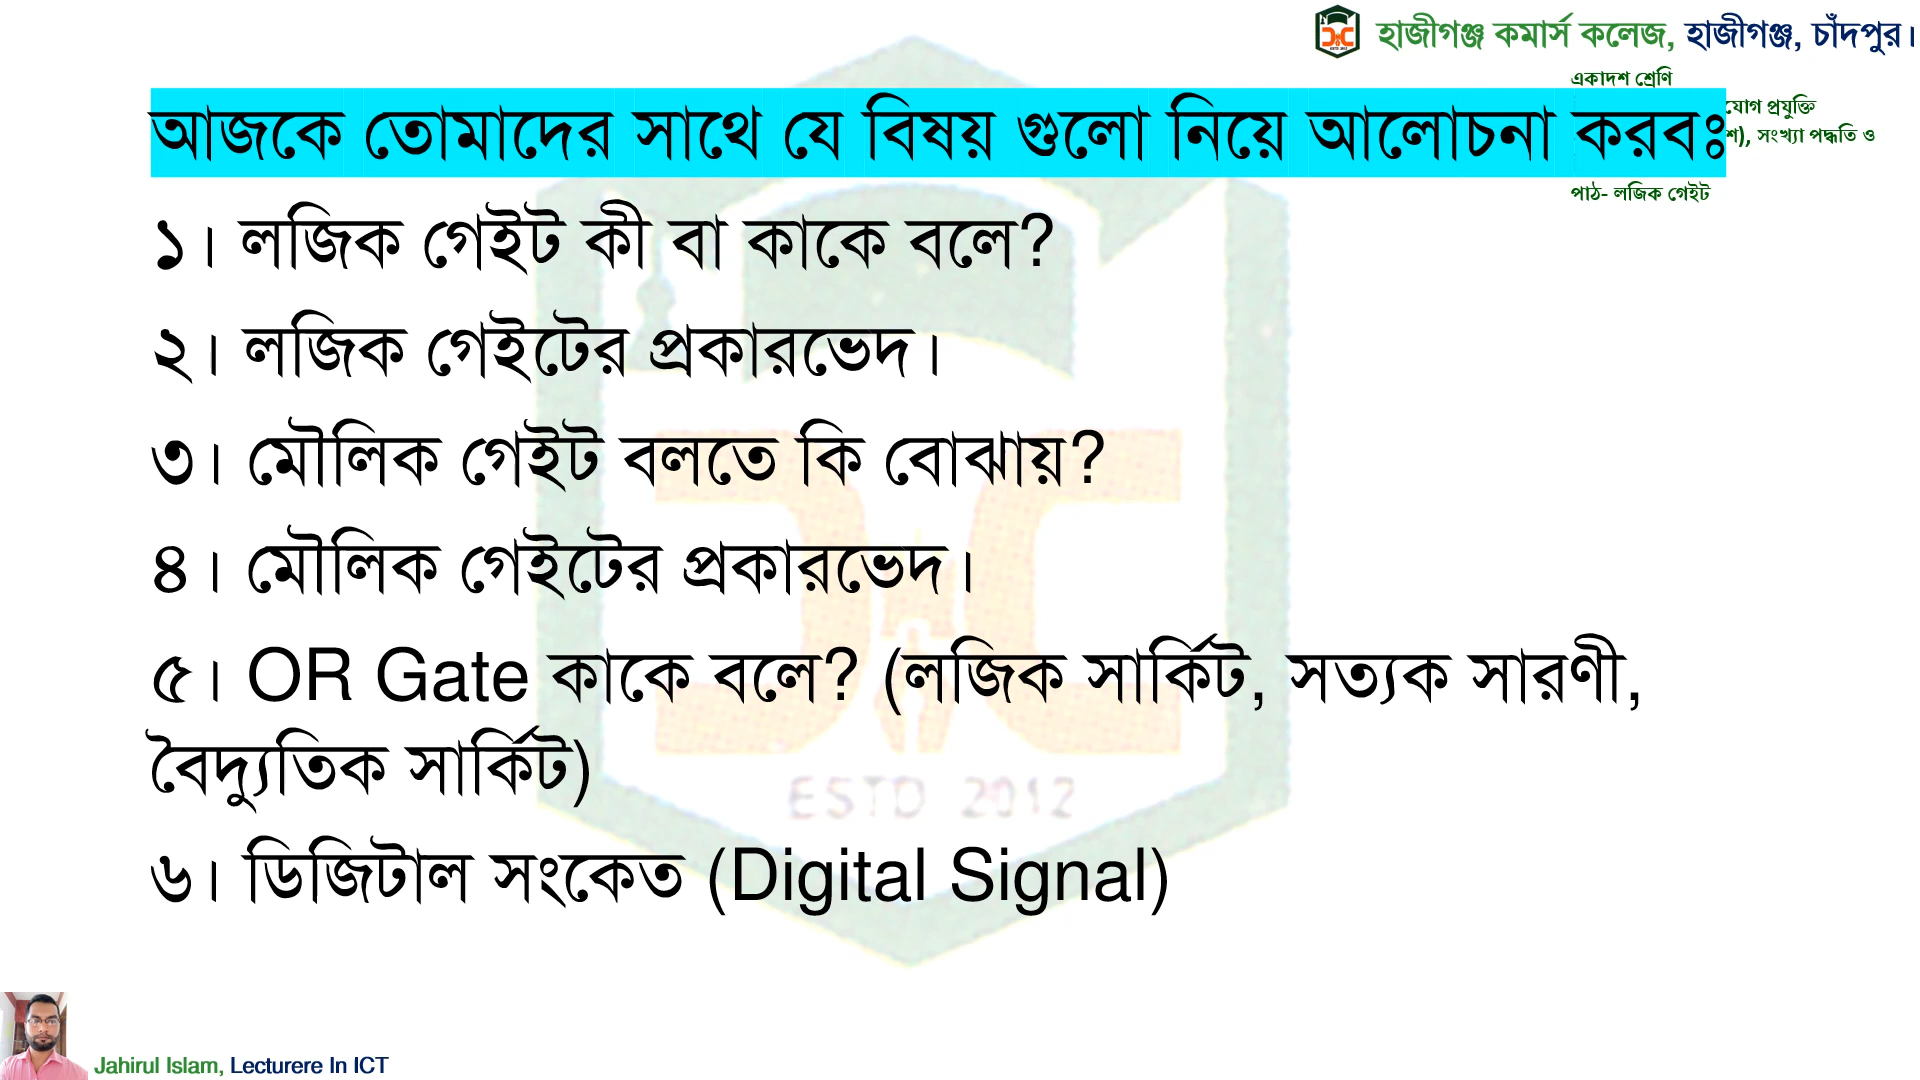 হাজীগঞ্জ কমার্স কলেজ, হাজীগঞ্জ, চাঁদপুর।
একাদশ শ্রেণি
যোগ প্রযুক্তি
শ), সংখ্যা পদ্ধতি ও
পাঠ- লজিক গেইট
আজকে তোমাদের সাথে যে বিষয় গুলো নিয়ে আলোচনা করবঃ
১। লজিক গেইট কী বা কাকে বলে?
২। লজিক গেইটের প্রকারভেদ।
৩। মৌলিক গেইট বলতে কি বোঝায়?
৪। মৌলিক গেইটের প্রকারভেদ।
৫। OR Gate কাকে বলে? (লজিক সার্কিট, সত্যক সারণী,
বৈদ্যুতিক সার্কিট)
৬। ডিজিটাল সংকেত (Digital Signal)
ESTD 2012
Jahirul Islam, Lecturere In ICT